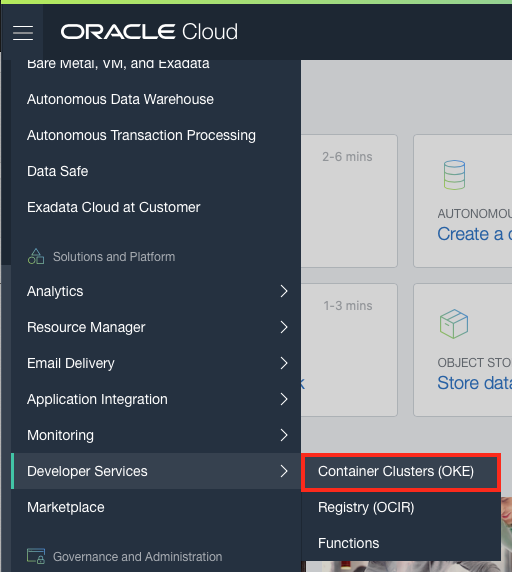 ORACLE Cloud
Bare Metal, VM, and Exadata
Autonomous Data Warehouse
Autonomous Transaction Processing
Data Safe
Exadata Cloud at Customer
Solutions and Platform
Analytics
Resource Manager
Email Delivery
Application Integration
Monitoring
Developer Services
Marketplace
Governance and Administration
Container Clusters (OKE)
Registry (OCIR)
Functions
2-6 mins
AUTONOMOU
Create a
1-3 mins
OBJECT STO
Store data